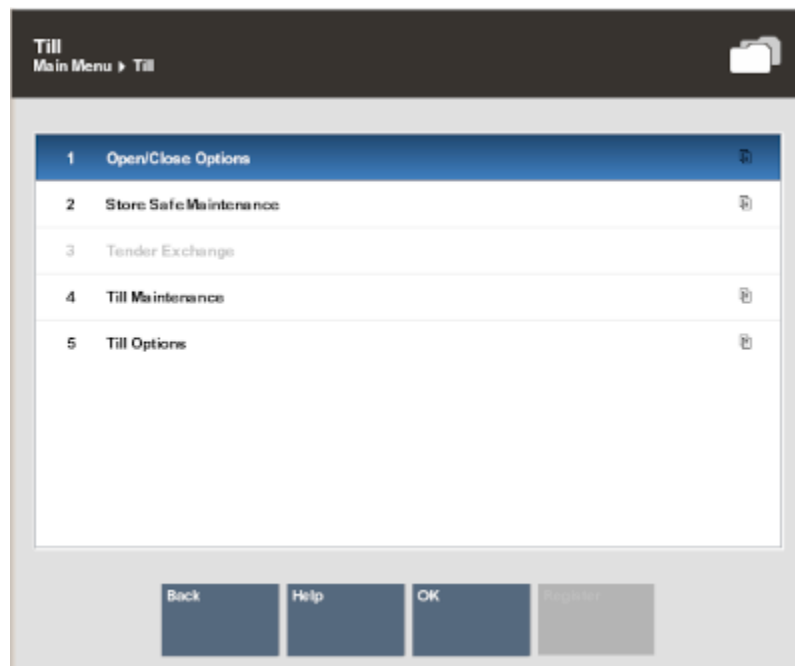 Till
Main Menu ▸ Till
1 Open/Close Options
2 Store Safe Maintenance
3 Tender Exchange
4 Till Maintenance
5 Till Options
Back Help OK Register